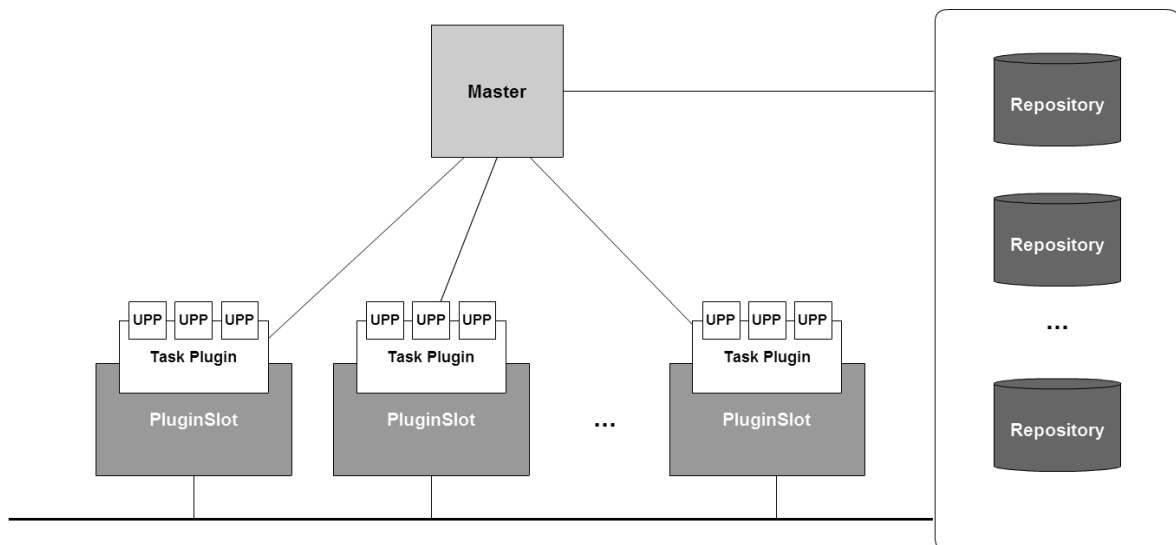 Master
Repository
Repository
...
Repository
UPP UPP UPP
Task Plugin
PluginSlot
UPP UPP UPP
Task Plugin
PluginSlot
...
UPP UPP UPP
Task Plugin
PluginSlot